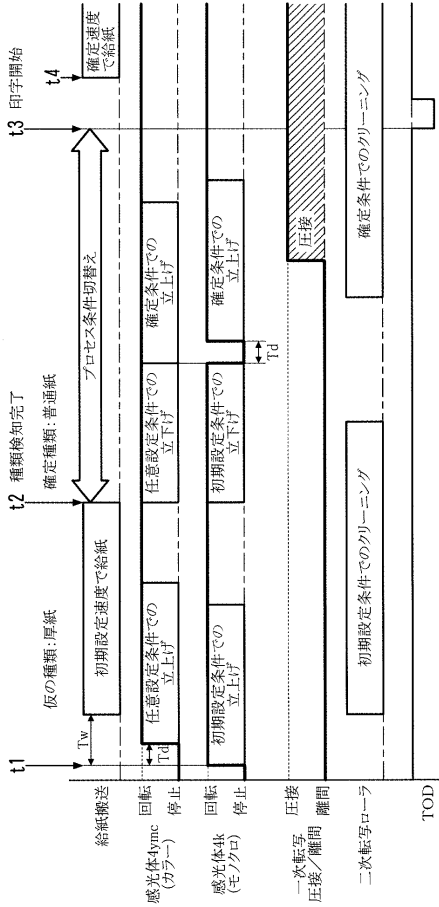 t1
t2
t3
t4
印字開始
種類検知完了
仮の種類:厚紙
確定種類:普通紙
給紙搬送
Tw
初期設定速度で給紙
プロセス条件切替え
確定速度
で給紙
感光体4ymc
(カラー)
回転
停止
Td
任意設定条件での
立上げ
任意設定条件での
立下げ
確定条件での
立上げ
感光体4k
(モノクロ)
回転
停止
初期設定条件での
立上げ
初期設定条件での
立下げ
Td
確定条件での
立上げ
一次転写
圧接/離間
圧接
離間
圧接
二次転写ローラ
初期設定条件でのクリーニング
確定条件でのクリーニング
TOD